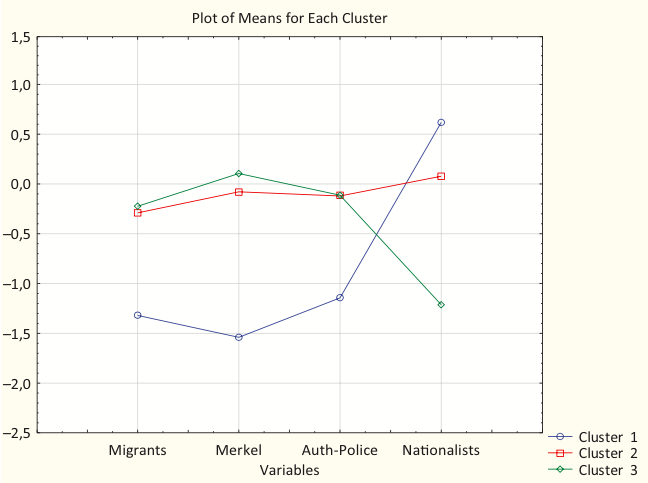 Plot of Means for Each Cluster
1,5
1,0
0,5
0,0
–0,5
–1,0
–1,5
–2,0
–2,5
Migrants Merkel Auth-Police Nationalists
Variables
Cluster 1
Cluster 2
Cluster 3